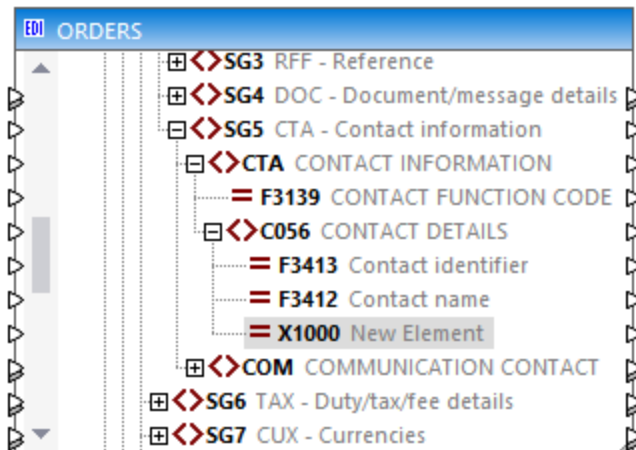 EDI ORDERS
SG3 RFF - Reference
SG4 DOC - Document/message details
SG5 CTA - Contact information
CTA CONTACT INFORMATION
F3139 CONTACT FUNCTION CODE
C056 CONTACT DETAILS
F3413 Contact identifier
F3412 Contact name
X1000 New Element
COM COMMUNICATION CONTACT
SG6 TAX - Duty/tax/fee details
SG7 CUX - Currencies